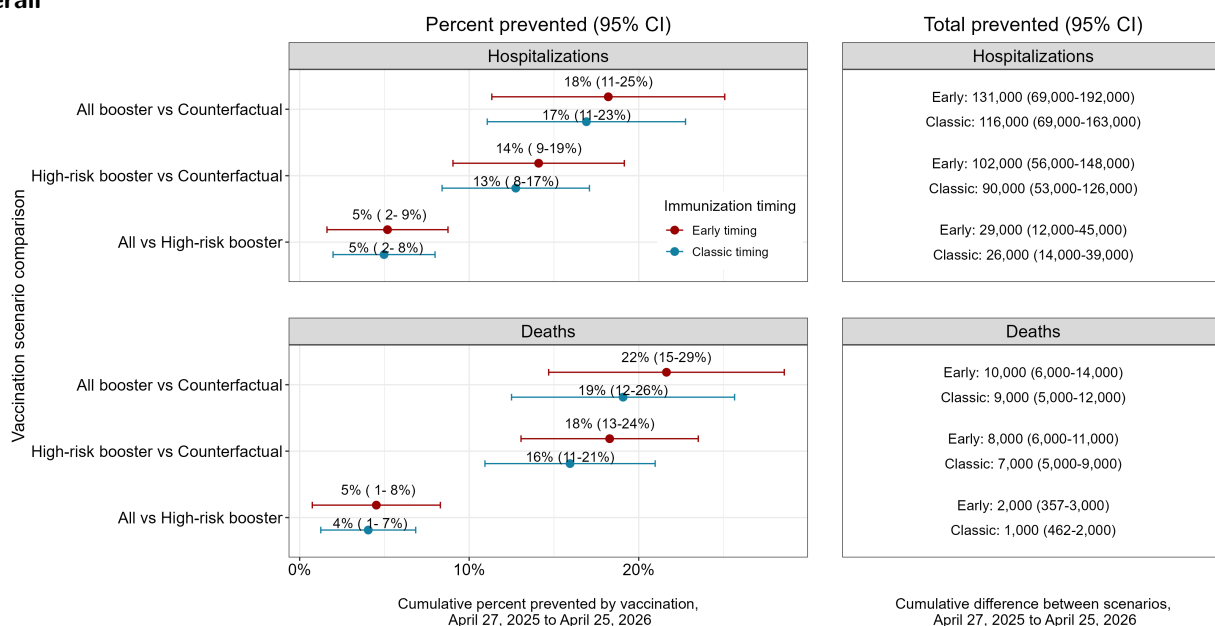 Percent prevented (95% CI)
Total prevented (95% CI)
Vaccination scenario comparison
Hospitalizations
All booster vs Counterfactual
18% (11-25%)
17% (11-23%)
High-risk booster vs Counterfactual
14% ( 9-19%)
13% ( 8-17%)
All vs High-risk booster
5% ( 2- 9%)
5% ( 2- 8%)
Immunization timing
Early timing
Classic timing
Hospitalizations
Early: 131,000 (69,000-192,000)
Classic: 116,000 (69,000-163,000)
Early: 102,000 (56,000-148,000)
Classic: 90,000 (53,000-126,000)
Early: 29,000 (12,000-45,000)
Classic: 26,000 (14,000-39,000)
Deaths
All booster vs Counterfactual
22% (15-29%)
19% (12-26%)
High-risk booster vs Counterfactual
18% (13-24%)
16% (11-21%)
All vs High-risk booster
5% ( 1- 8%)
4% ( 1- 7%)
0% 10% 20%
Cumulative percent prevented by vaccination,
April 27, 2025 to April 25, 2026
Deaths
Early: 10,000 (6,000-14,000)
Classic: 9,000 (5,000-12,000)
Early: 8,000 (6,000-11,000)
Classic: 7,000 (5,000-9,000)
Early: 2,000 (357-3,000)
Classic: 1,000 (462-2,000)
Cumulative difference between scenarios,
April 27, 2025 to April 25, 2026